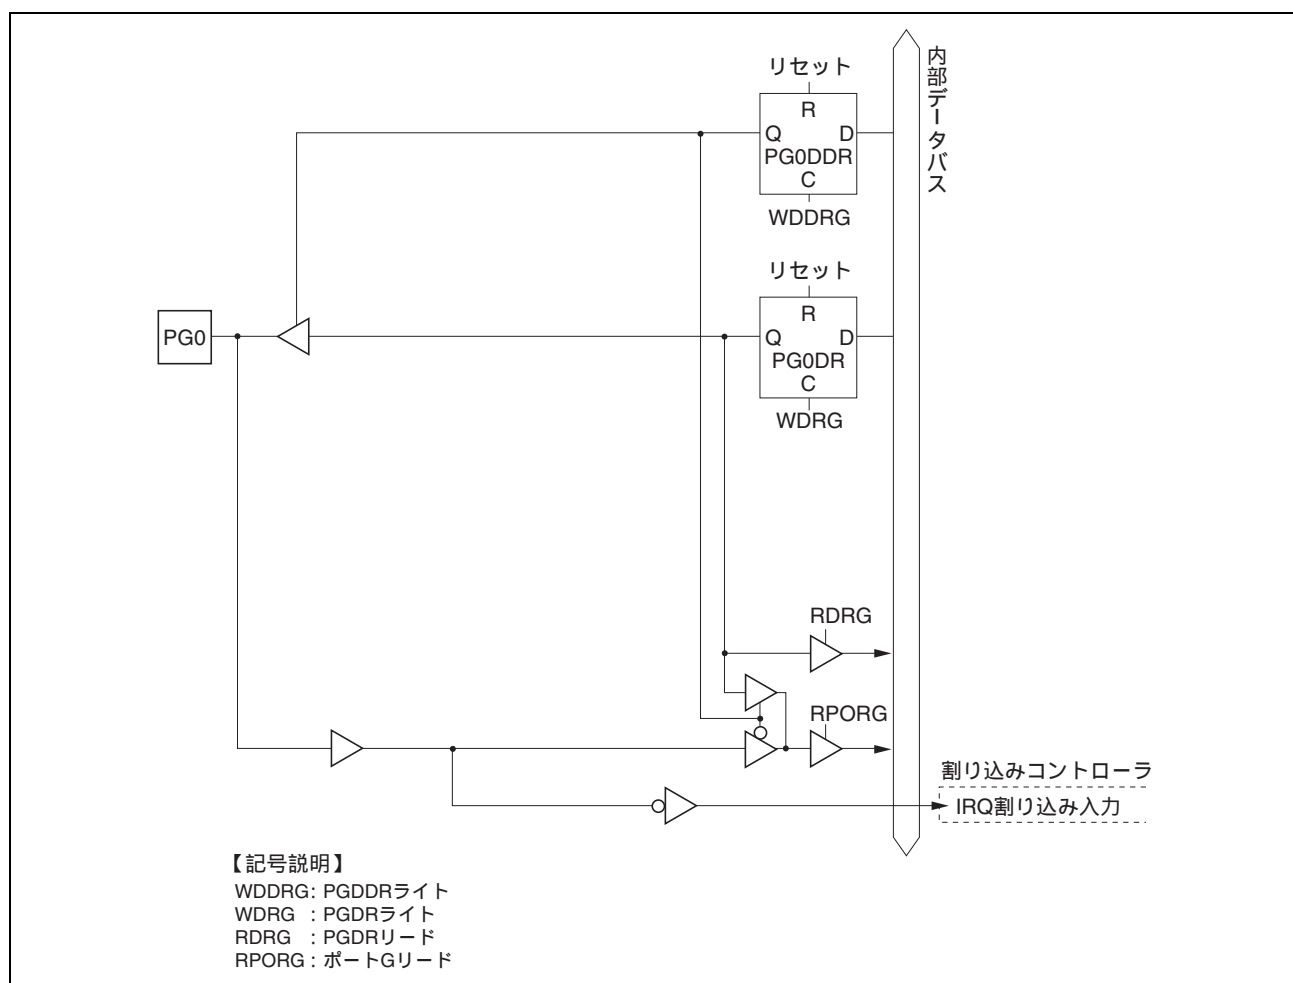 リセット
R
Q D
PG0DDR
C
WDDRG
内部データバス
リセット
R
Q D
PG0DR
C
WDRG
PG0
RDRG
RPORG
割り込みコントローラ
IRQ割り込み入力
【記号説明】
WDDRG: PGDDRライト
WDRG : PGDRライト
RDRG : PGDRリード
RPORG : ポートGリード